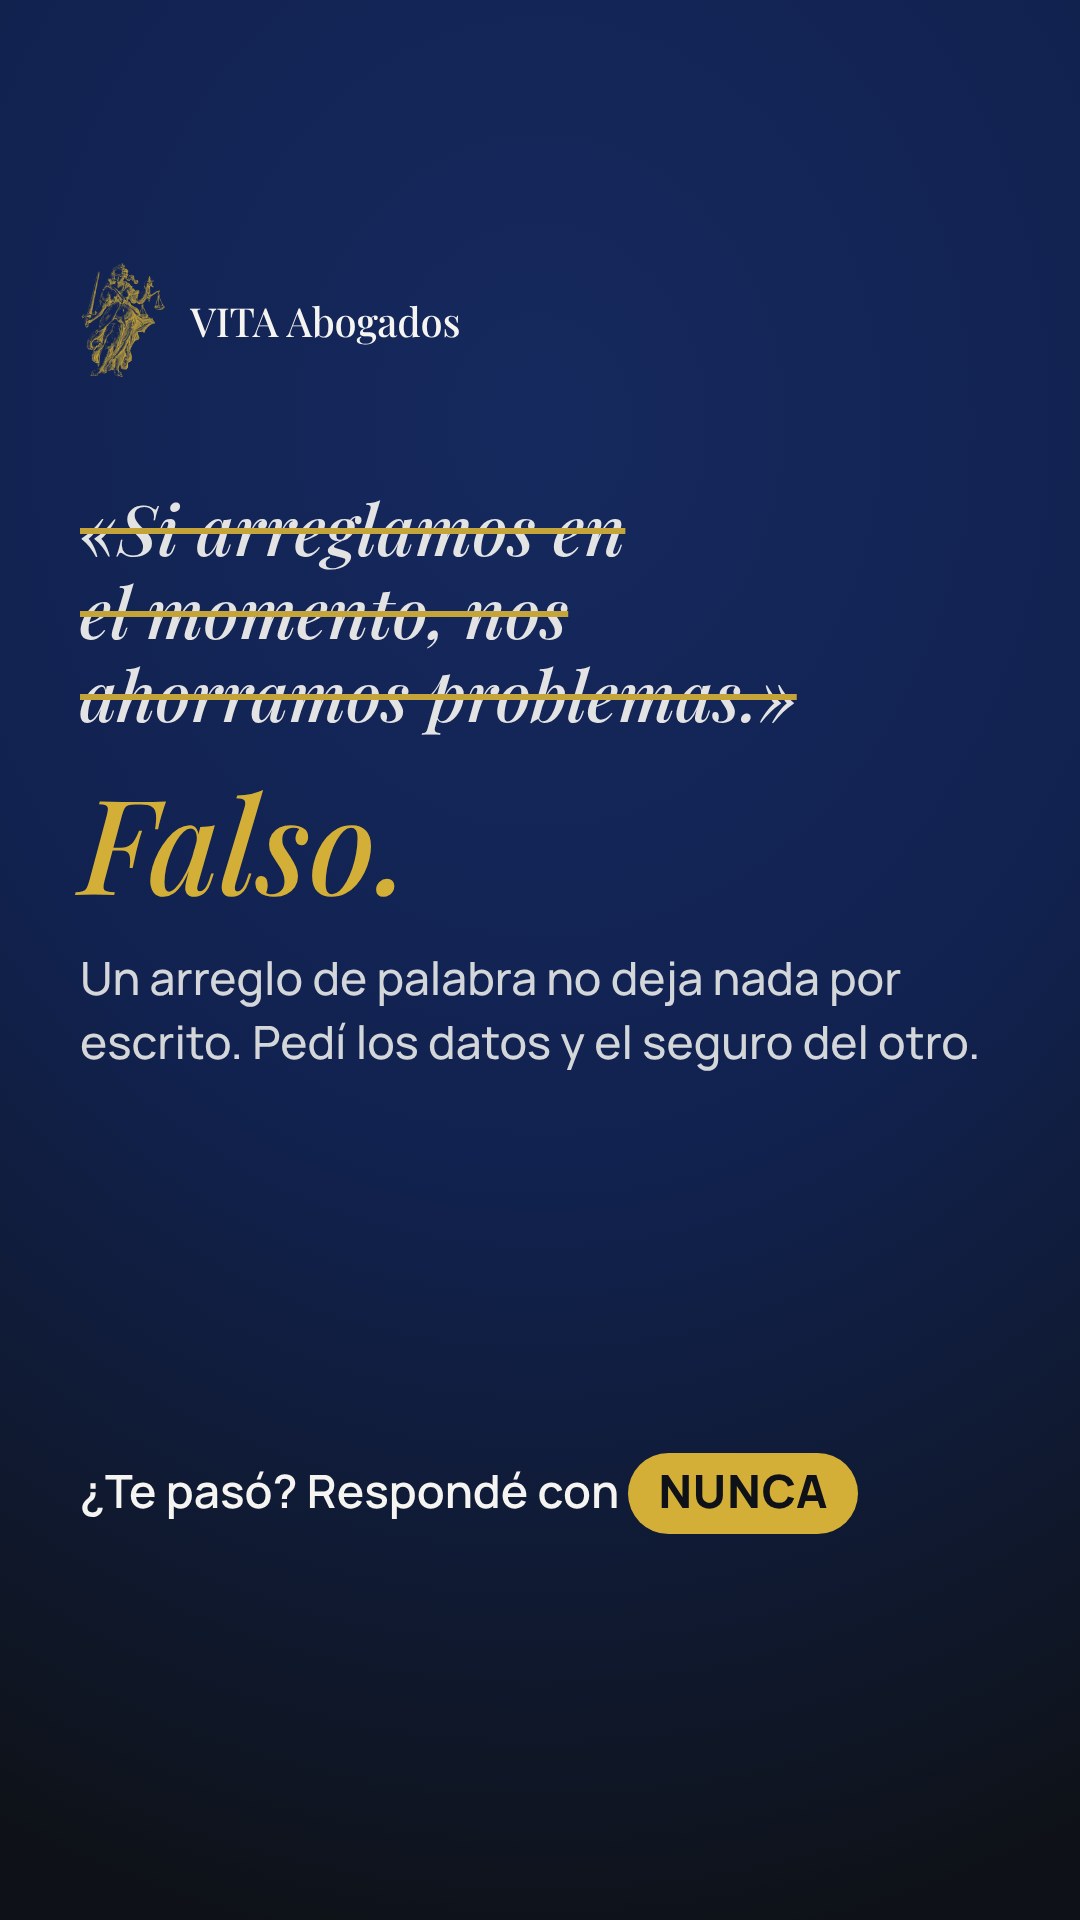 VITA Abogados
«Si arreglamos en
el momento, nos
ahorramos problemas.»
Falso.
Un arreglo de palabra no deja nada por
escrito. Pedí los datos y el seguro del otro.
¿Te pasó? Respondé con NUNCA